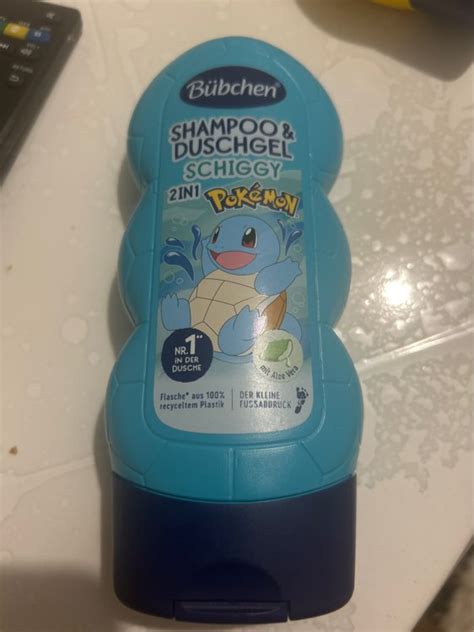 Bübchen
SHAMPOO &
DUSCHGEL
SCHIGGY
2IN1 POKéMON
NR. 1**
IN DER
DUSCHE
mit Aloe Vera
Flasche* aus 100%
recyceltem Plastik
DER KLEINE
FUSSABDRUCK